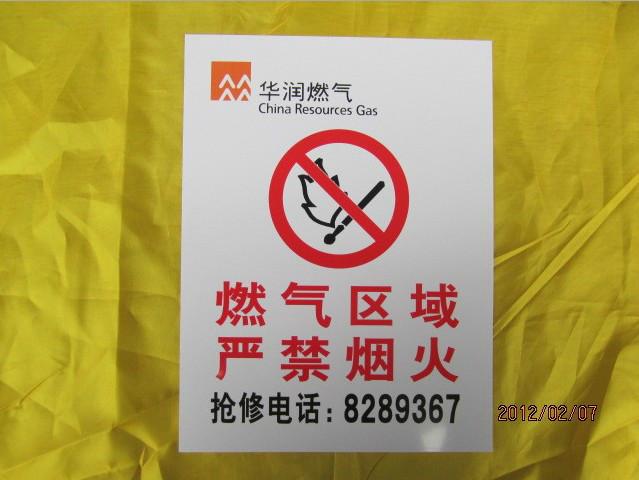 华润燃气
China Resources Gas
燃气区域
严禁烟火
抢修电话：8289367
2012/02/07